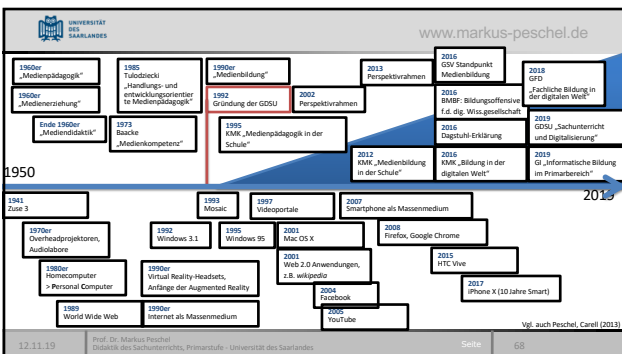 UNIVERSITÄT
DES
SAARLANDES
www.markus-peschel.de
1960er
„Medienpädagogik"
1960er
„Medienerziehung"
Ende 1960er
„Mediendidaktik"
1985
Tulodziecki
„Handlungs- und
entwicklungsorientier
te Medienpädagogik"
1973
Baacke
„Medienkompetenz"
1990er
„Medienbildung"
1992
Gründung der GDSU
1995
KMK „Medienpädagogik in der
Schule"
2002
Perspektivrahmen
2013
Perspektivrahmen
2012
KMK „Medienbildung
in der Schule"
2016
GSV Standpunkt
Medienbildung
2016
BMBF: Bildungsoffensive
f.d. dig. Wiss.gesellschaft
2016
Dagstuhl-Erklärung
2016
KMK „Bildung in der
digitalen Welt"
2018
GFD
„Fachliche Bildung in
der digitalen Welt"
2019
GDSU „Sachunterricht
und Digitalisierung"
2019
GI „Informatische Bildung
im Primarbereich"
1950
2019
1941
Zuse 3
1970er
Overheadprojektoren,
Audiolabore
1980er
Homecomputer
> Personal Computer
1989
World Wide Web
1992
Windows 3.1
1990er
Virtual Reality-Headsets,
Anfänge der Augmented Reality
1990er
Internet als Massenmedium
1993
Mosaic
1995
Windows 95
1997
Videoportale
2001
Mac OS X
2001
Web 2.0 Anwendungen,
z.B. wikipedia
2004
Facebook
2005
YouTube
2007
Smartphone als Massenmedium
2008
Firefox, Google Chrome
2015
HTC Vive
2017
iPhone X (10 Jahre Smart)
Vgl. auch Peschel, Carell (2013)
12.11.19
Prof. Dr. Markus Peschel
Didaktik des Sachunterrichts, Primarstufe - Universität des Saarlandes
Seite
68